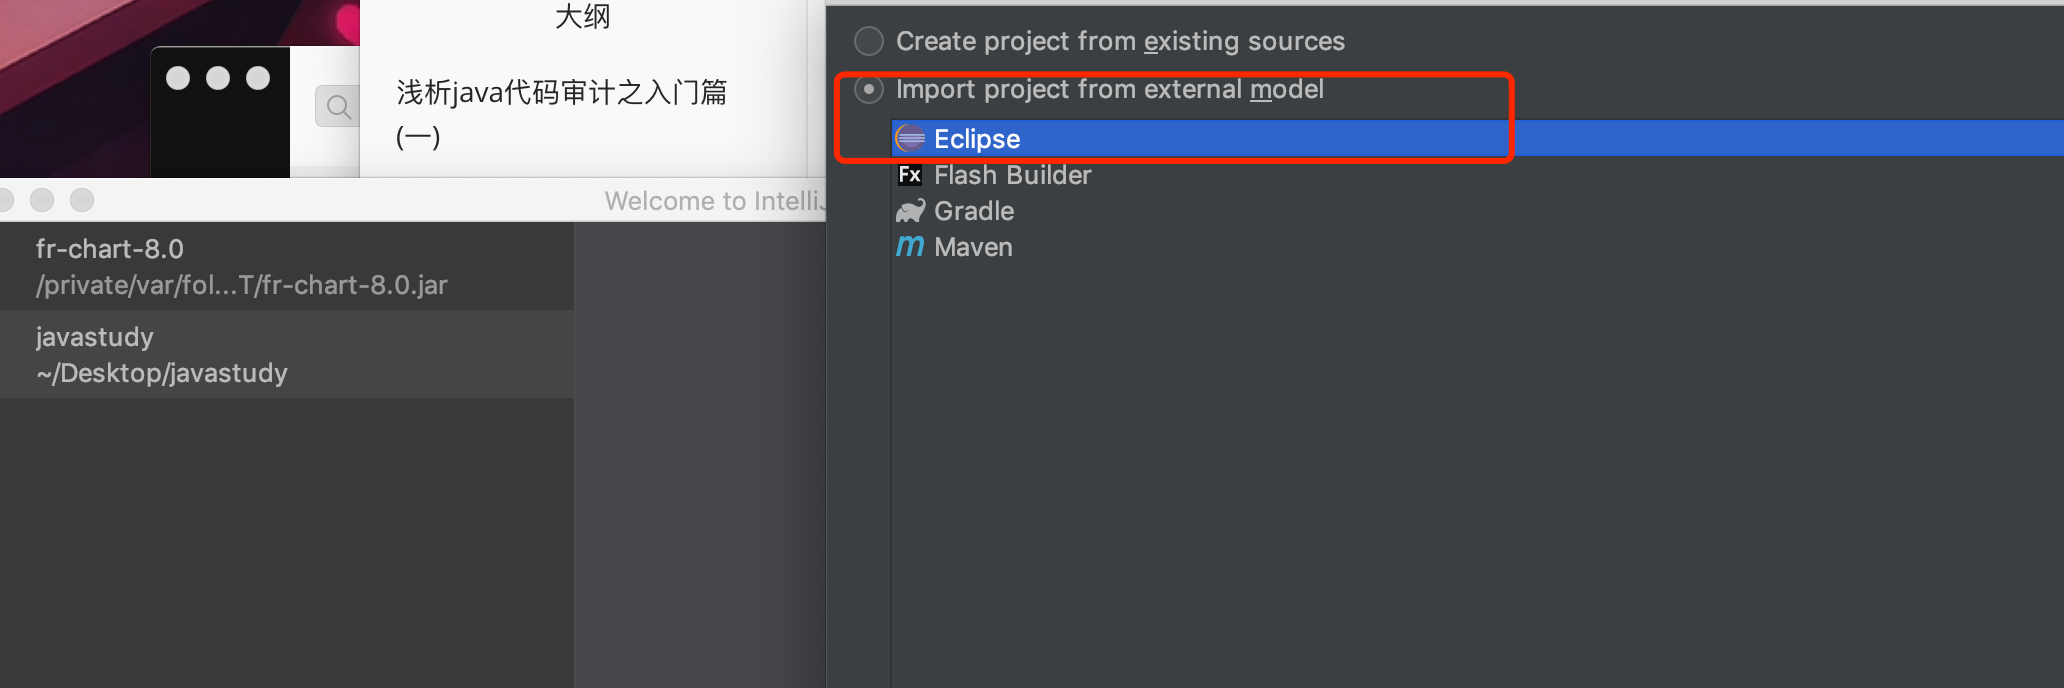 大纲
浅析java代码审计之入门篇
(一)
Welcome to IntelliJ
fr-chart-8.0
/private/var/fol...T/fr-chart-8.0.jar
javastudy
~/Desktop/javastudy
Create project from existing sources
Import project from external model
Eclipse
Fx Flash Builder
Gradle
m Maven